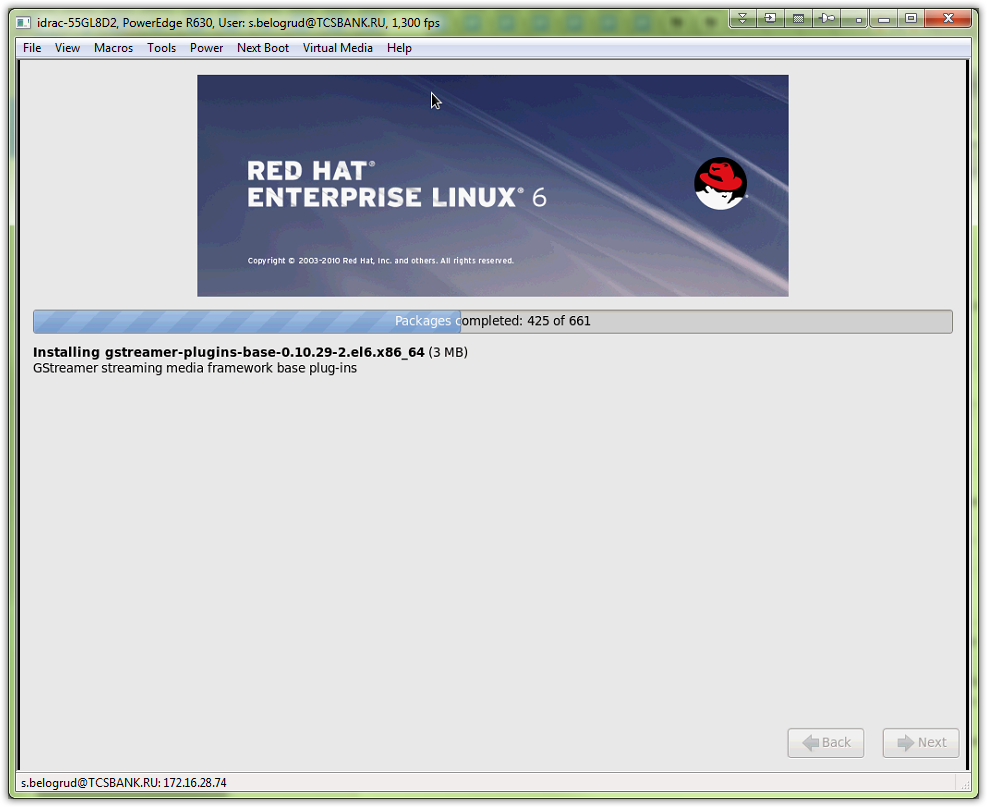 idrac-55GL8D2, PowerEdge R630, User: s.belogrud@TCSBANK.RU, 1,300 fps
File View Macros Tools Power Next Boot Virtual Media Help
RED HAT®
ENTERPRISE LINUX® 6
Copyright © 2003-2010 Red Hat, Inc. and others. All rights reserved.
Packages completed: 425 of 661
Installing gstreamer-plugins-base-0.10.29-2.el6.x86_64 (3 MB)
GStreamer streaming media framework base plug-ins
Back Next
s.belogrud@TCSBANK.RU: 172.16.28.74